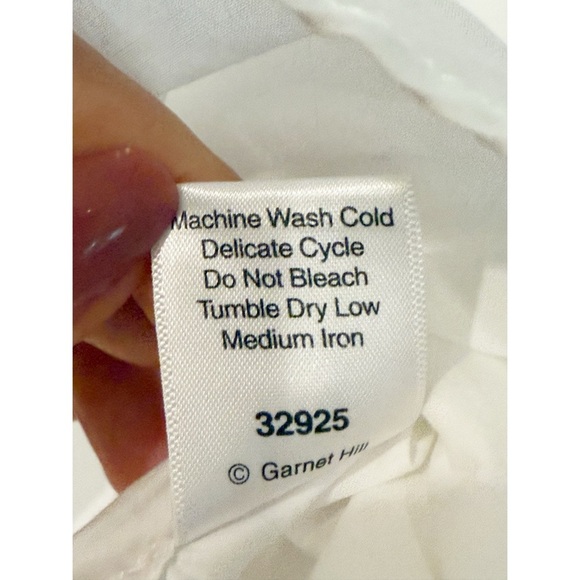 Machine Wash Cold
Delicate Cycle
Do Not Bleach
Tumble Dry Low
Medium Iron
32925
© Garnet Hill